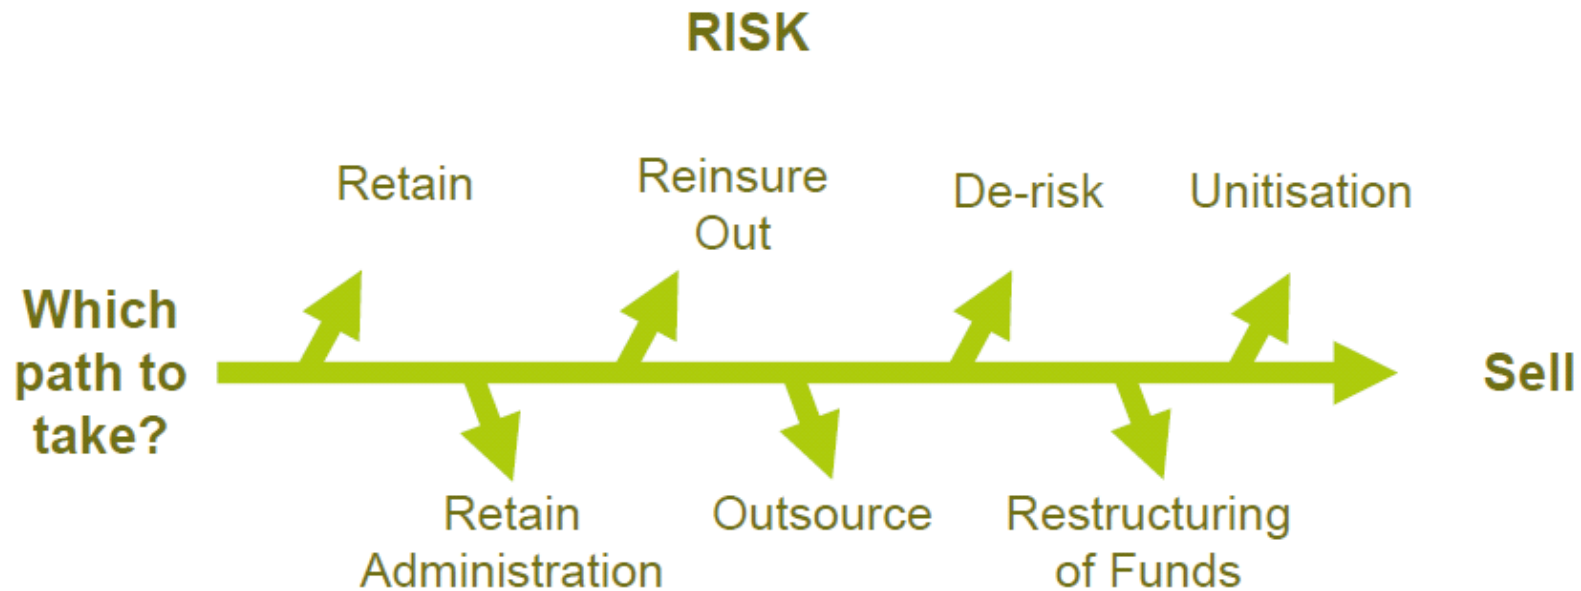 RISK
Retain
Reinsure
Out
De-risk
Unitisation
Which
path to
take?
Sell
Retain
Administration
Outsource
Restructuring
of Funds